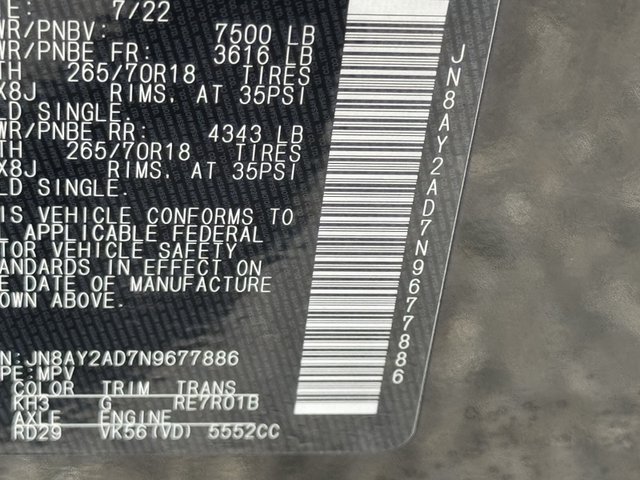 E: 7/22
WR/PNBV: 7500 LB
WR/PNBE FR: 3616 LB
TH 265/70R18 TIRES
X8J RIMS, AT 35PSI
LD SINGLE.
WR/PNBE RR: 4343 LB
TH 265/70R18 TIRES
X8J RIMS, AT 35PSI
LD SINGLE.
IS VEHICLE CONFORMS TO
L APPLICABLE FEDERAL
TOR VEHICLE SAFETY
ANDARDS IN EFFECT ON
E DATE OF MANUFACTURE
OWN ABOVE.
N:JN8AY2AD7N9677886
PE:MPV
COLOR TRIM TRANS
KH3 G RE7R01B
AXLE ENGINE
RD29 VK56(VD) 5552CC
JN8AY2AD7N9677886